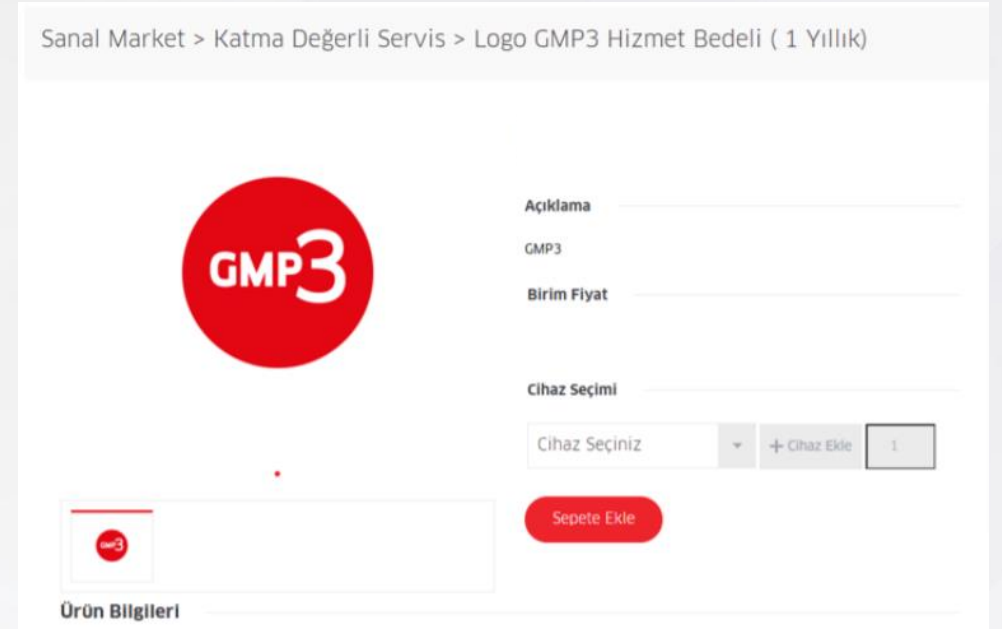 Sanal Market > Katma Değerli Servis > Logo GMP3 Hizmet Bedeli ( 1 Yıllık)
GMP3
Açıklama
GMP3
Birim Fiyat
Cihaz Seçimi
Cihaz Seçiniz
+ Cihaz Ekle
1
Sepete Ekle
GMP3
Ürün Bilgileri